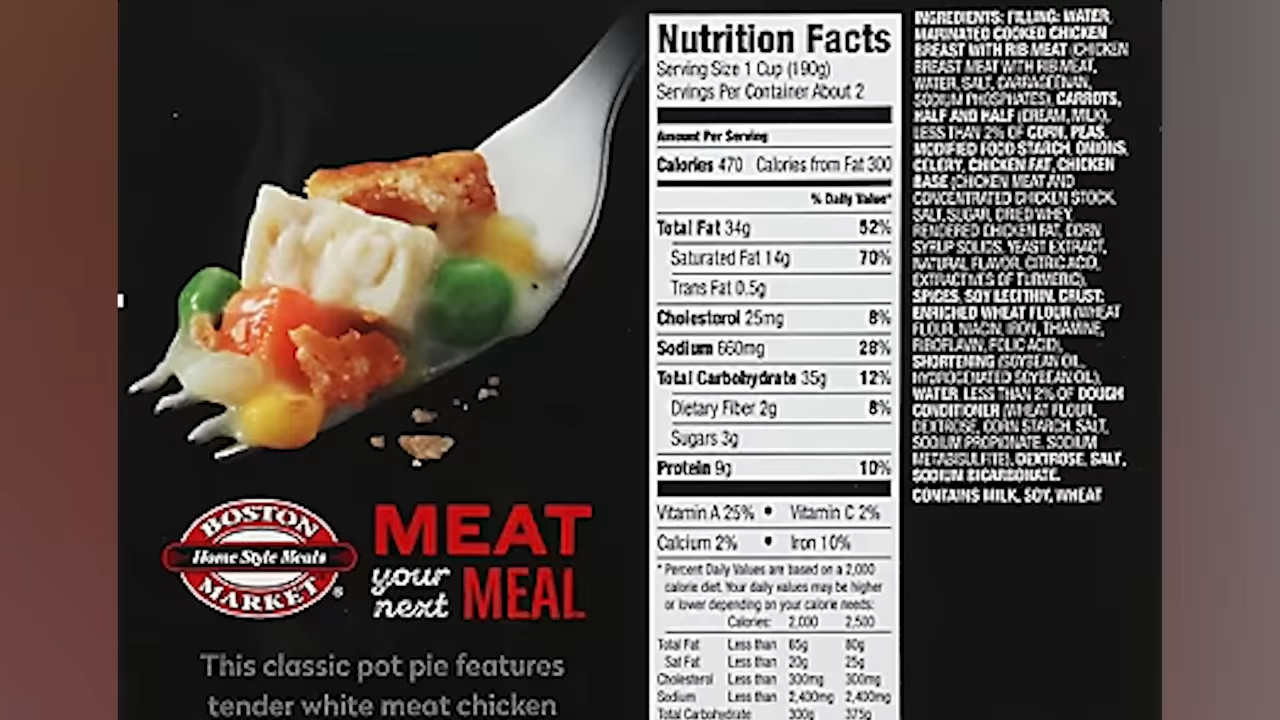 BOSTON
Home Style Meals
MARKET
®
MEAT
your
next
MEAL
This classic pot pie features
tender white meat chicken
Nutrition Facts
Serving Size 1 Cup (190g)
Servings Per Container About 2
Amount Per Serving
Calories 470 Calories from Fat 300
% Daily Value*
Total Fat 34g 52%
Saturated Fat 14g 70%
Trans Fat 0.5g
Cholesterol 25mg 8%
Sodium 660mg 28%
Total Carbohydrate 35g 12%
Dietary Fiber 2g 8%
Sugars 3g
Protein 9g 10%
Vitamin A 25% • Vitamin C 2%
Calcium 2% • Iron 10%
* Percent Daily Values are based on a 2,000
calorie diet. Your daily values may be higher
or lower depending on your calorie needs:
Calories: 2,000 2,500
Total Fat Less than 65g 80g
Sat Fat Less than 20g 25g
Cholesterol Less than 300mg 300mg
Sodium Less than 2,400mg 2,400mg
Total Carbohydrate 300g 375g
INGREDIENTS: FILLING: WATER,
MARINATED COOKED CHICKEN
BREAST WITH RIB MEAT (CHICKEN
BREAST MEAT WITH RIB MEAT,
WATER, SALT, CARRAGEENAN,
SODIUM PHOSPHATES), CARROTS,
HALF AND HALF (CREAM, MILK),
LESS THAN 2% OF CORN, PEAS,
MODIFIED FOOD STARCH, ONIONS,
CELERY, CHICKEN FAT, CHICKEN
BASE (CHICKEN MEAT AND
CONCENTRATED CHICKEN STOCK,
SALT, SUGAR, DRIED WHEY,
RENDERED CHICKEN FAT, CORN
SYRUP SOLIDS, YEAST EXTRACT,
NATURAL FLAVOR, CITRIC ACID,
EXTRACTIVES OF TURMERIC),
SPICES, SOY LECITHIN. CRUST:
ENRICHED WHEAT FLOUR (WHEAT
FLOUR, NIACIN, IRON, THIAMINE,
RIBOFLAVIN, FOLIC ACID),
SHORTENING (SOYBEAN OIL,
HYDROGENATED SOYBEAN OIL),
WATER, LESS THAN 2% OF DOUGH
CONDITIONER (WHEAT FLOUR,
DEXTROSE, CORN STARCH, SALT,
SODIUM PROPIONATE, SODIUM
METABISULFITE), DEXTROSE, SALT,
SODIUM BICARBONATE.
CONTAINS MILK, SOY, WHEAT